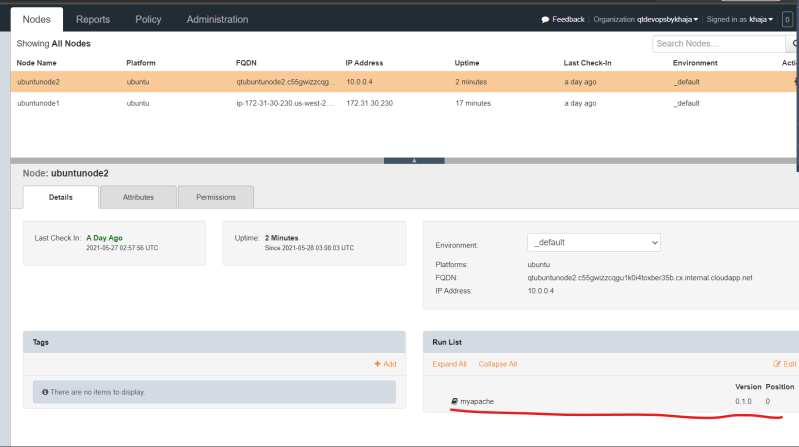 Nodes Reports Policy Administration Feedback Organization qtdevopsbykhaja Signed in as khaja 0
Showing All Nodes Search Nodes...
Node Name Platform FQDN IP Address Uptime Last Check-In Environment Acti
ubuntunode2 ubuntu qtubuntunode2.c55gwizzcqg... 10.0.0.4 2 minutes a day ago _default
ubuntunode1 ubuntu ip-172-31-30-230.us-west-2.... 172.31.30.230 17 minutes a day ago _default
Node: ubuntunode2
Details Attributes Permissions
Last Check In: A Day Ago
2021-05-27 02:57:56 UTC
Uptime: 2 Minutes
Since 2021-05-28 03:08:03 UTC
Environment: _default
Platforms: ubuntu
FQDN: qtubuntunode2.c55gwizzcqgu1k0i4toxber35b.cx.internal.cloudapp.net
IP Address: 10.0.0.4
Tags
+ Add
There are no items to display.
Run List
Expand All Collapse All Edit
Version Position
myapache 0.1.0 0